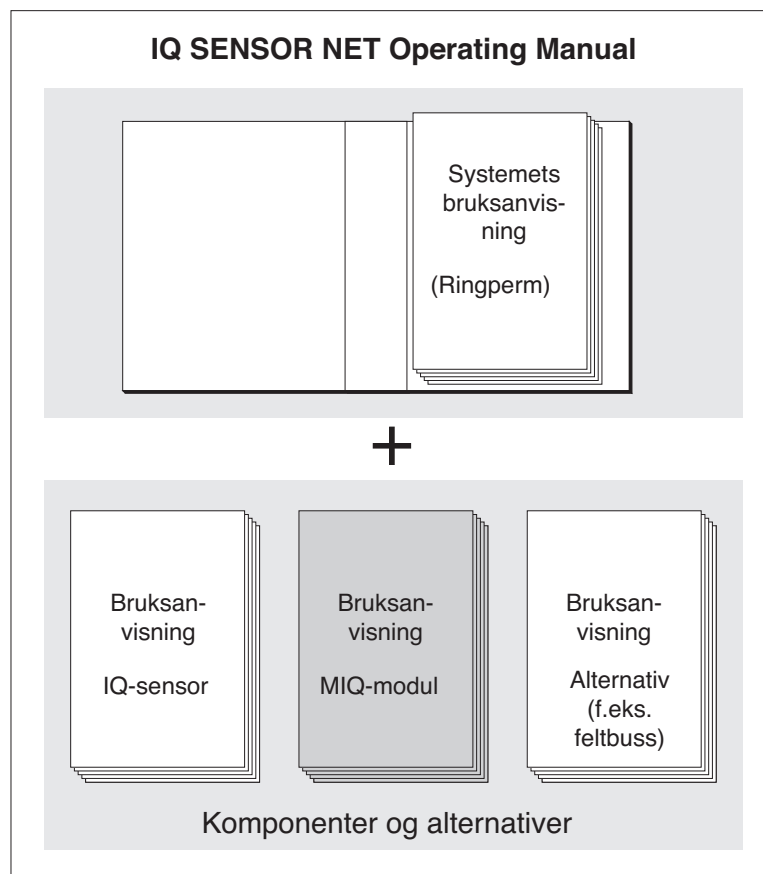 IQ SENSOR NET Operating Manual
Systemets
bruksanvis-
ning
(Ringperm)
+
Bruksan-
visning
IQ-sensor
Bruksan-
visning
MIQ-modul
Bruksan-
visning
Alternativ
(f.eks.
feltbuss)
Komponenter og alternativer